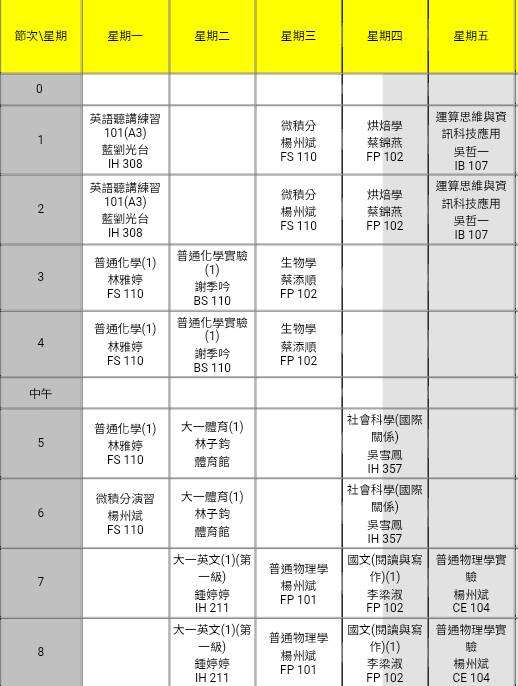 節次\星期 星期一 星期二 星期三 星期四 星期五
0
1
英語聽講練習
101(A3)
藍劉光台
IH 308
微積分
楊州斌
FS 110
烘焙學
蔡錦燕
FP 102
運算思維與資
訊科技應用
吳哲一
IB 107
2
英語聽講練習
101(A3)
藍劉光台
IH 308
微積分
楊州斌
FS 110
烘焙學
蔡錦燕
FP 102
運算思維與資
訊科技應用
吳哲一
IB 107
3
普通化學(1)
林雅婷
FS 110
普通化學實驗
(1)
謝季吟
BS 110
生物學
蔡添順
FP 102
4
普通化學(1)
林雅婷
FS 110
普通化學實驗
(1)
謝季吟
BS 110
生物學
蔡添順
FP 102
中午
5
普通化學(1)
林雅婷
FS 110
大一體育(1)
林子鈞
體育館
社會科學(國際
關係)
吳雪鳳
IH 357
6
微積分演習
楊州斌
FS 110
大一體育(1)
林子鈞
體育館
社會科學(國際
關係)
吳雪鳳
IH 357
7
大一英文(1)(第
一級)
鍾婷婷
IH 211
普通物理學
楊州斌
FP 101
國文(閱讀與寫
作)(1)
李梁淑
FP 102
普通物理學實
驗
楊州斌
CE 104
8
大一英文(1)(第
一級)
鍾婷婷
IH 211
普通物理學
楊州斌
FP 101
國文(閱讀與寫
作)(1)
李梁淑
FP 102
普通物理學實
驗
楊州斌
CE 104